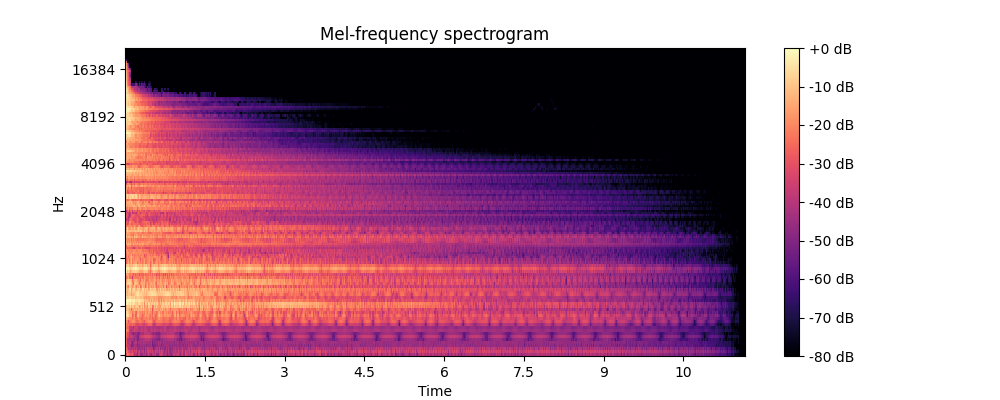 Mel-frequency spectrogram
Hz
16384
8192
4096
2048
1024
512
0
0 1.5 3 4.5 6 7.5 9 10
Time
+0 dB
-10 dB
-20 dB
-30 dB
-40 dB
-50 dB
-60 dB
-70 dB
-80 dB